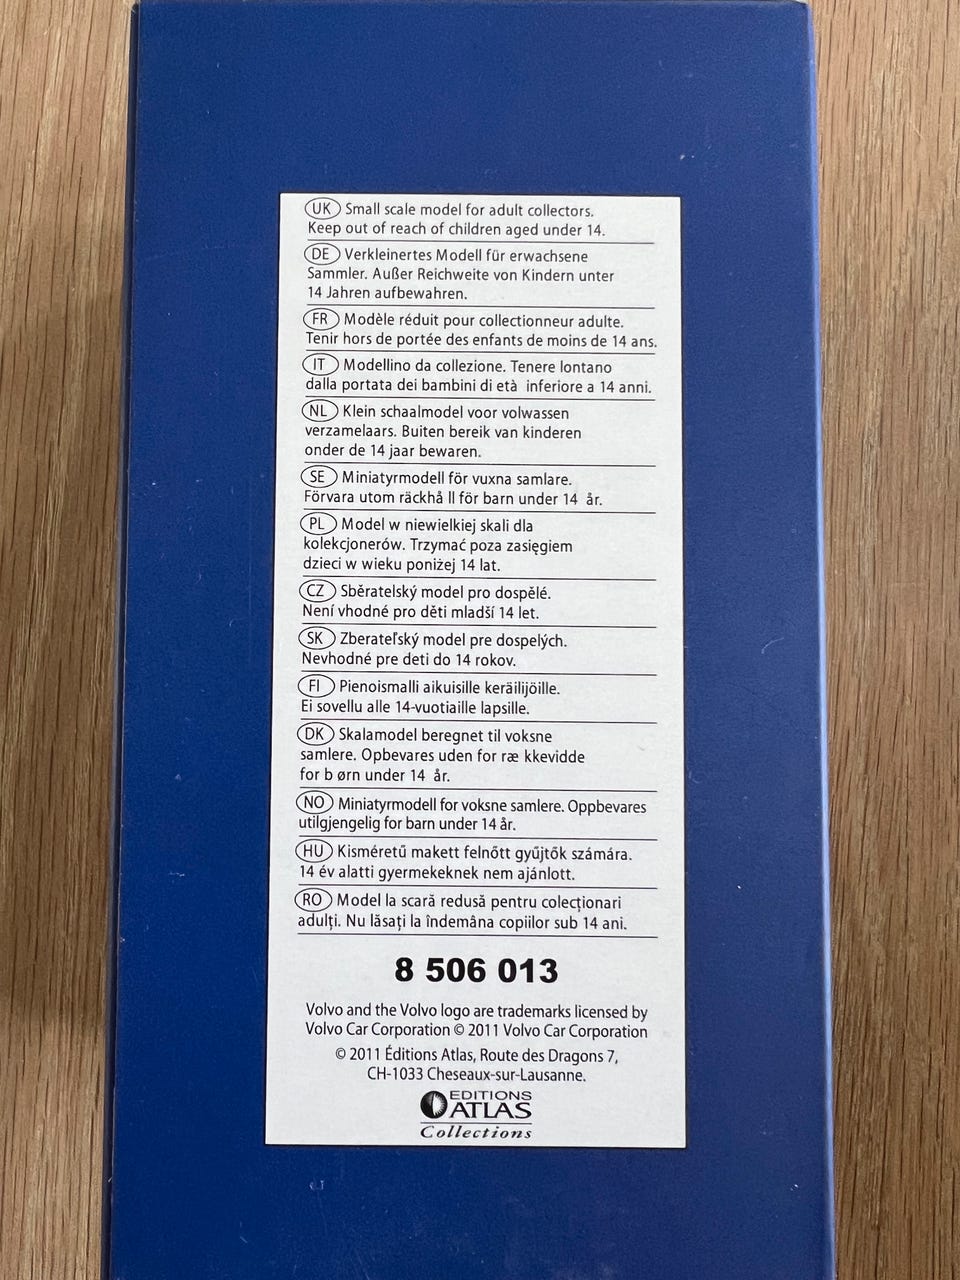 UK Small scale model for adult collectors.
Keep out of reach of children aged under 14.
DE Verkleinertes Modell für erwachsene
Sammler. Außer Reichweite von Kindern unter
14 Jahren aufbewahren.
FR Modèle réduit pour collectionneur adulte.
Tenir hors de portée des enfants de moins de 14 ans.
IT Modellino da collezione. Tenere lontano
dalla portata dei bambini di età inferiore a 14 anni.
NL Klein schaalmodel voor volwassen
verzamelaars. Buiten bereik van kinderen
onder de 14 jaar bewaren.
SE Miniatyrmodell för vuxna samlare.
Förvara utom räckhå ll för barn under 14 år.
PL Model w niewielkiej skali dla
kolekcjonerów. Trzymać poza zasięgiem
dzieci w wieku poniżej 14 lat.
CZ Sběratelský model pro dospělé.
Není vhodné pro děti mladší 14 let.
SK Zberateľský model pre dospelých.
Nevhodné pre deti do 14 rokov.
FI Pienoismalli aikuisille keräilijöille.
Ei sovellu alle 14-vuotiaille lapsille.
DK Skalamodel beregnet til voksne
samlere. Opbevares uden for ræ kkevidde
for b ørn under 14 år.
NO Miniatyrmodell for voksne samlere. Oppbevares
utilgjengelig for barn under 14 år.
HU Kisméretű makett felnőtt gyűjtők számára.
14 év alatti gyermekeknek nem ajánlott.
RO Model la scară redusă pentru colecționari
adulți. Nu lăsați la îndemâna copiilor sub 14 ani.
8 506 013
Volvo and the Volvo logo are trademarks licensed by
Volvo Car Corporation © 2011 Volvo Car Corporation
© 2011 Éditions Atlas, Route des Dragons 7,
CH-1033 Cheseaux-sur-Lausanne.
EDITIONS
ATLAS
Collections